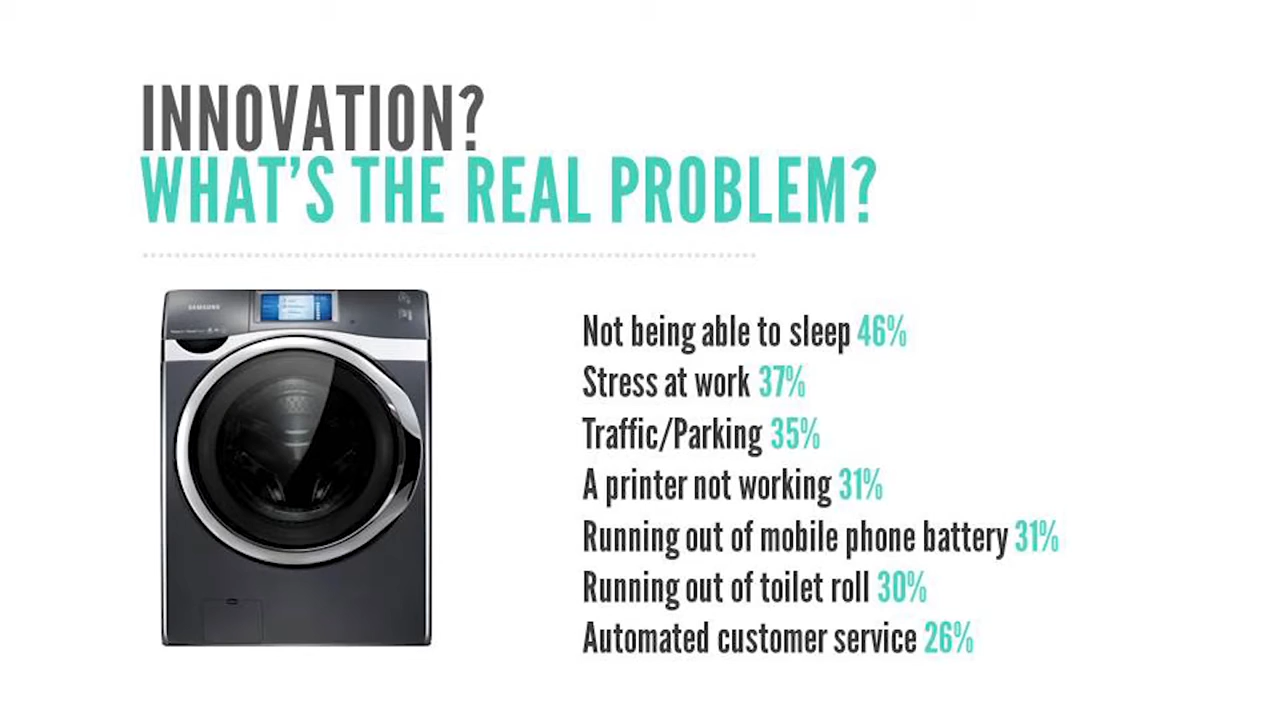 INNOVATION?
WHAT'S THE REAL PROBLEM?
SAMSUNG
Not being able to sleep 46%
Stress at work 37%
Traffic/Parking 35%
A printer not working 31%
Running out of mobile phone battery 31%
Running out of toilet roll 30%
Automated customer service 26%